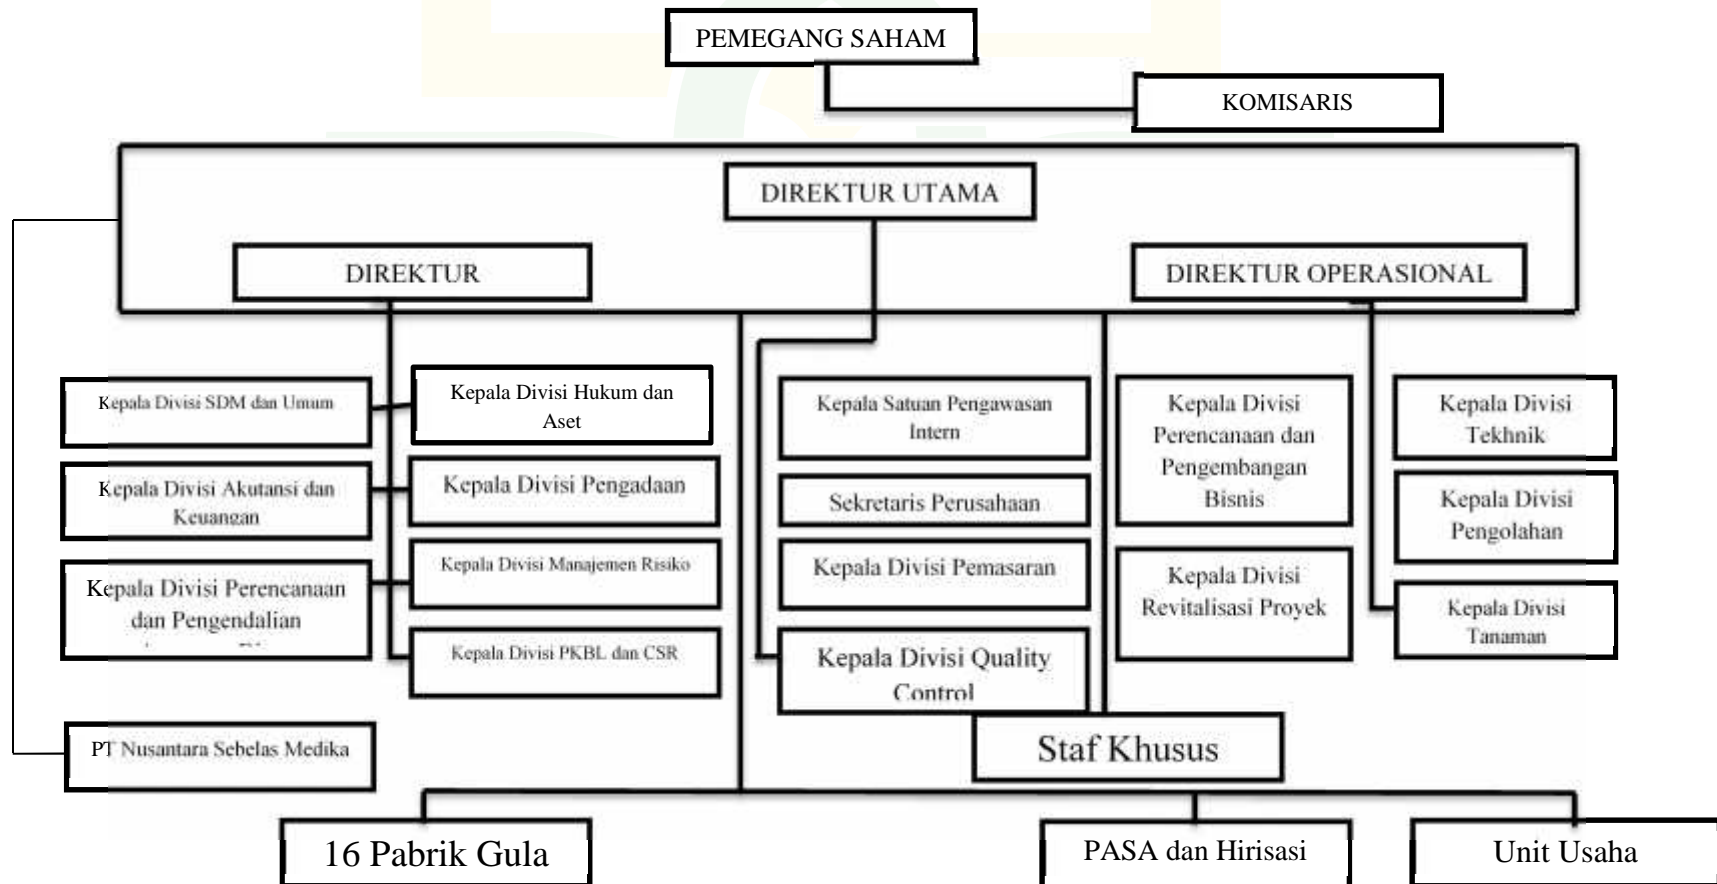 PEMEGANG SAHAM
KOMISARIS
DIREKTUR UTAMA
DIREKTUR
DIREKTUR OPERASIONAL
Kepala Divisi SDM dan Umum
Kepala Divisi Hukum dan
Aset
Kepala Satuan Pengawasan
Intern
Kepala Divisi
Perencanaan dan
Pengembangan
Bisnis
Kepala Divisi
Tekhnik
Kepala Divisi Akutansi dan
Keuangan
Kepala Divisi Pengadaan
Sekretaris Perusahaan
Kepala Divisi
Pengolahan
Kepala Divisi Perencanaan
dan Pengendalian
Kepala Divisi Manajemen Risiko
Kepala Divisi Pemasaran
Kepala Divisi
Revitalisasi Proyek
Kepala Divisi
Tanaman
Kepala Divisi PKBL dan CSR
Kepala Divisi Quality
Control
PT Nusantara Sebelas Medika
Staf Khusus
16 Pabrik Gula
PASA dan Hirisasi
Unit Usaha